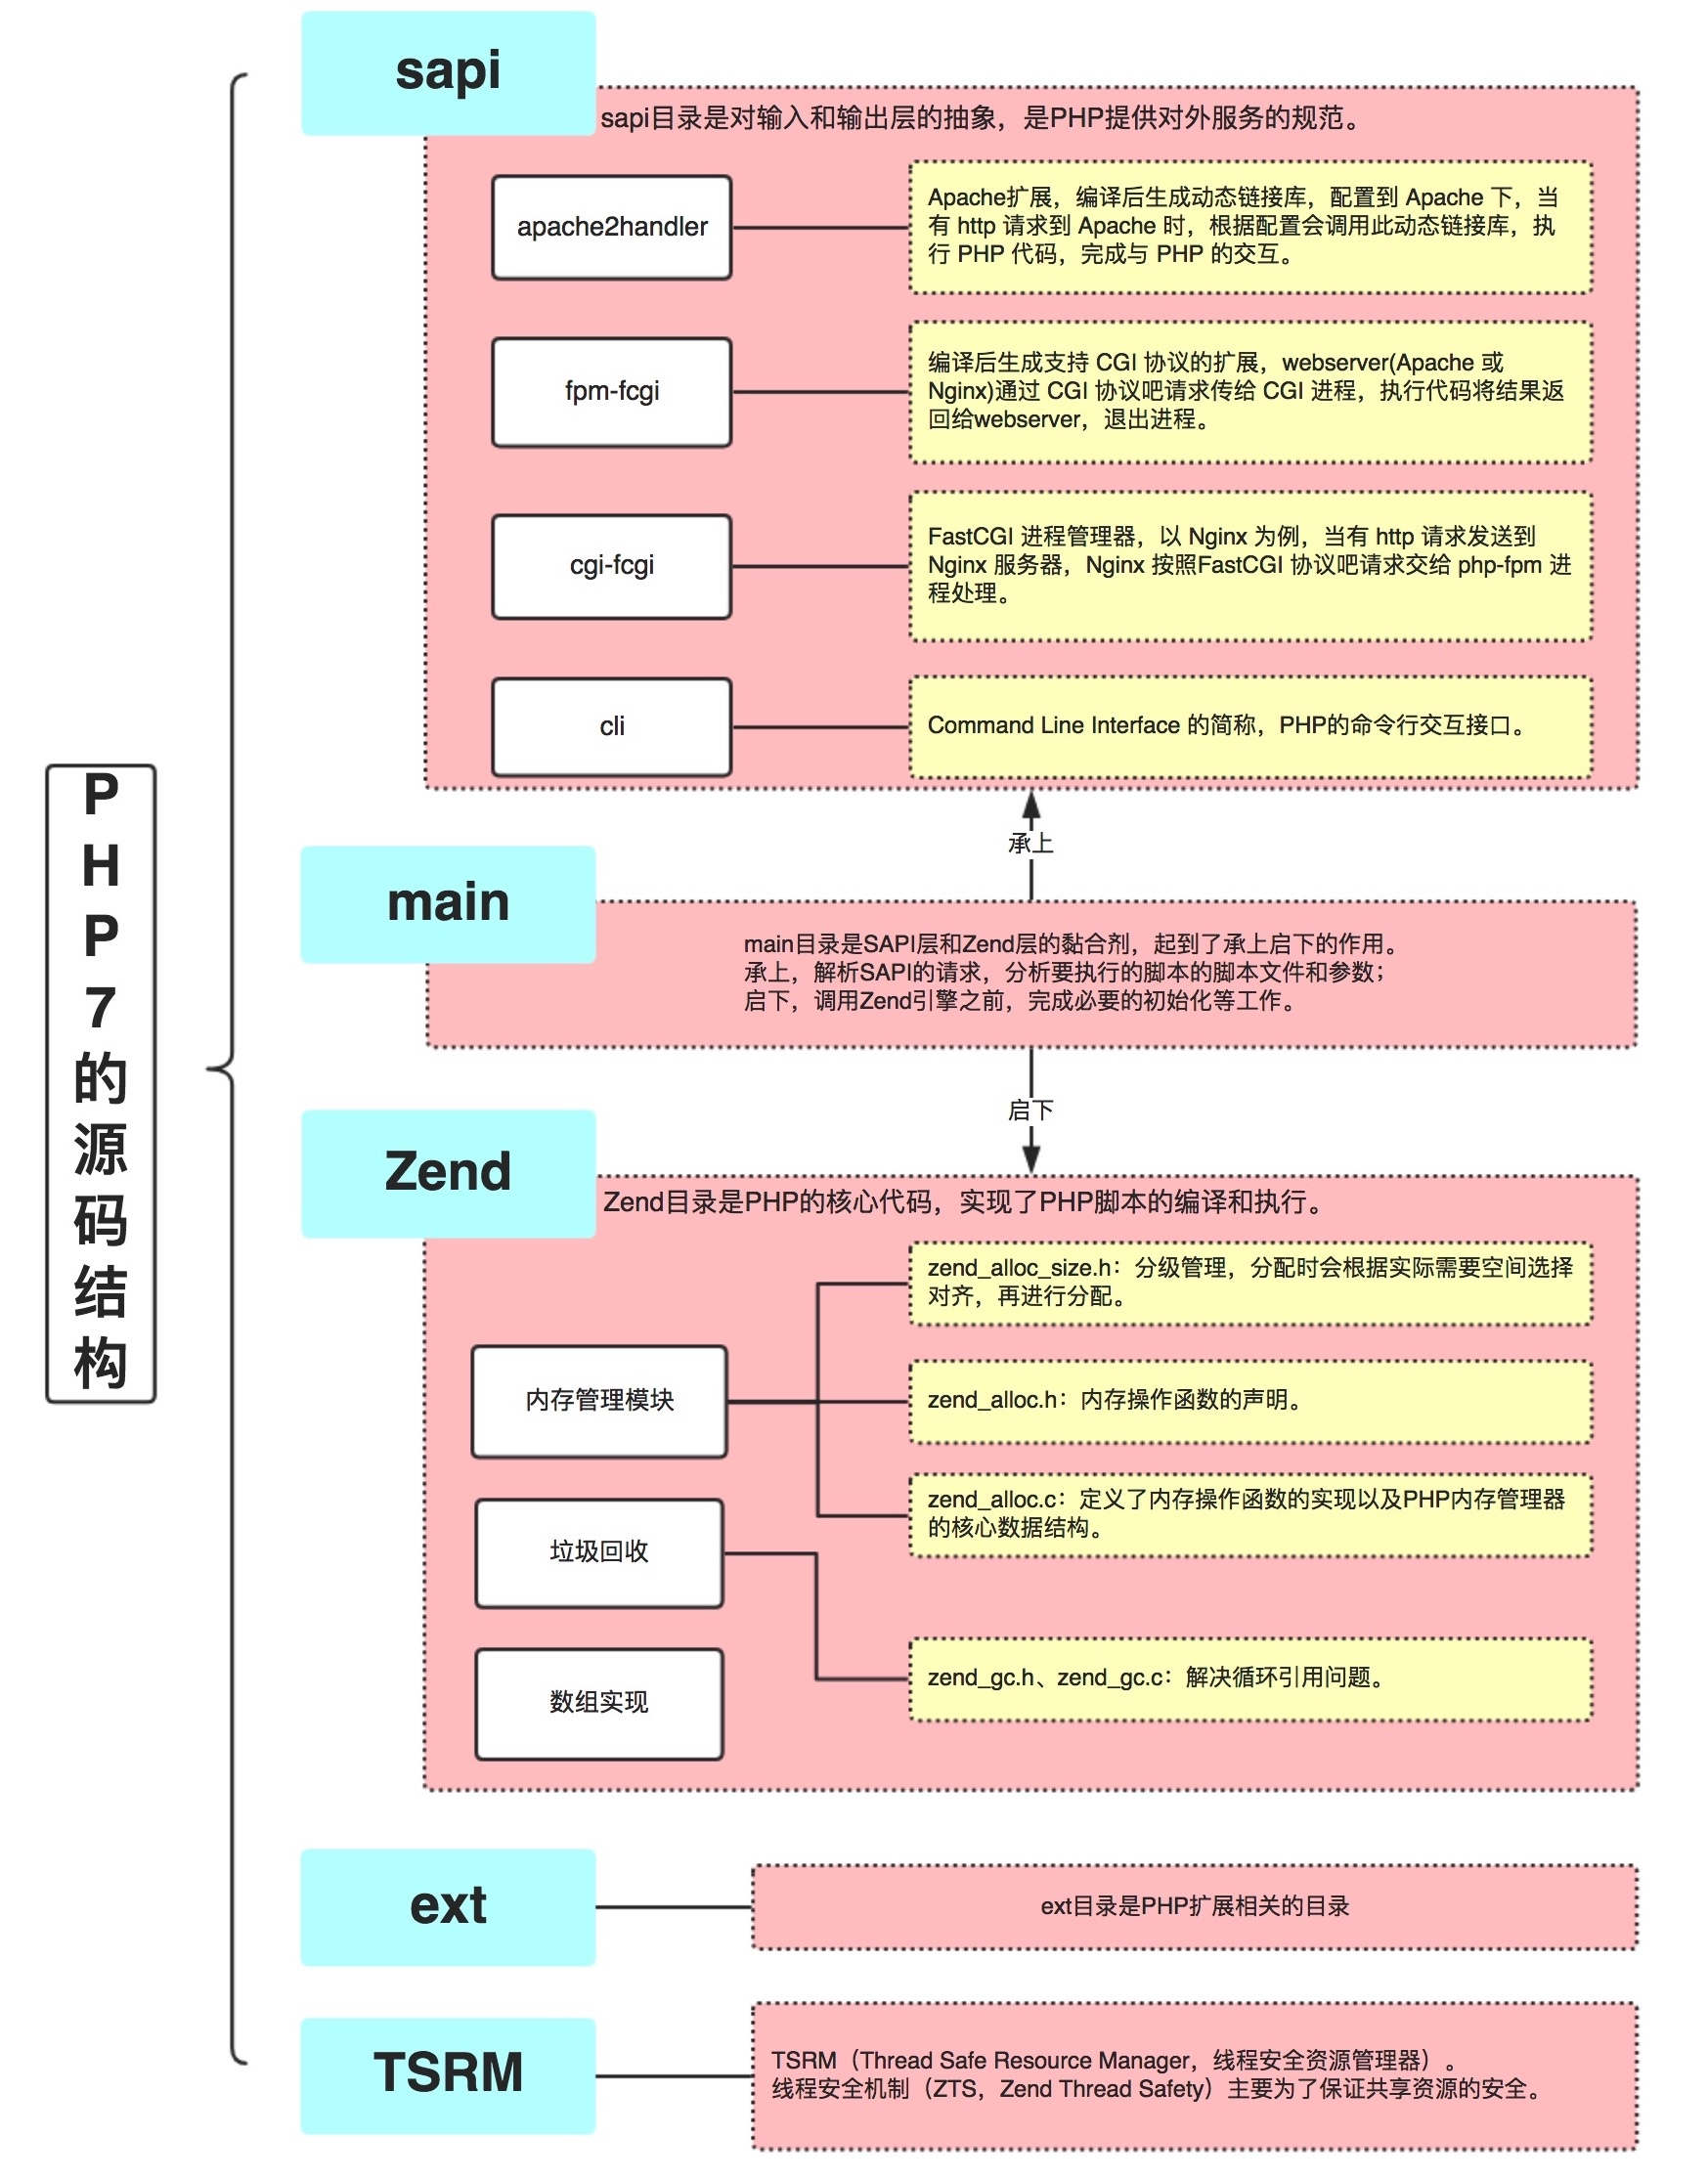 PHP7的源码结构
sapi
sapi目录是对输入和输出层的抽象，是PHP提供对外服务的规范。
apache2handler
Apache扩展，编译后生成动态链接库，配置到 Apache 下，当
有 http 请求到 Apache 时，根据配置会调用此动态链接库，执
行 PHP 代码，完成与 PHP 的交互。
fpm-fcgi
编译后生成支持 CGI 协议的扩展，webserver(Apache 或
Nginx)通过 CGI 协议吧请求传给 CGI 进程，执行代码将结果返
回给webserver，退出进程。
cgi-fcgi
FastCGI 进程管理器，以 Nginx 为例，当有 http 请求发送到
Nginx 服务器，Nginx 按照FastCGI 协议吧请求交给 php-fpm 进
程处理。
cli
Command Line Interface 的简称，PHP的命令行交互接口。
承上
main
main目录是SAPI层和Zend层的黏合剂，起到了承上启下的作用。
承上，解析SAPI的请求，分析要执行的脚本的脚本文件和参数；
启下，调用Zend引擎之前，完成必要的初始化等工作。
启下
Zend
Zend目录是PHP的核心代码，实现了PHP脚本的编译和执行。
内存管理模块
zend_alloc_size.h：分级管理，分配时会根据实际需要空间选择
对齐，再进行分配。
zend_alloc.h：内存操作函数的声明。
zend_alloc.c：定义了内存操作函数的实现以及PHP内存管理器
的核心数据结构。
垃圾回收
zend_gc.h、zend_gc.c：解决循环引用问题。
数组实现
ext
ext目录是PHP扩展相关的目录
TSRM
TSRM（Thread Safe Resource Manager，线程安全资源管理器）。
线程安全机制（ZTS，Zend Thread Safety）主要为了保证共享资源的安全。